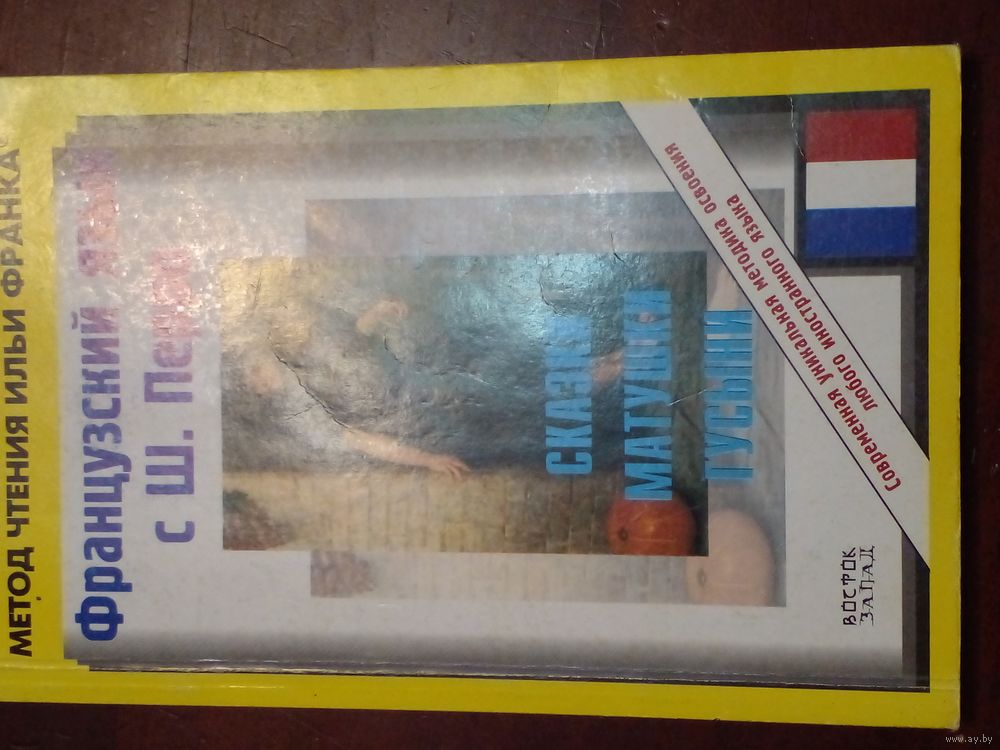 МЕТОД ЧТЕНИЯ ИЛЬИ ФРАНКА®
Французский язык
с Ш. Перро
СКАЗКИ
МАТУШКИ
ГУСЫНИ
Современная уникальная методика освоения
любого иностранного языка
ВОСТОК
ЗАПАД
www.ay.by